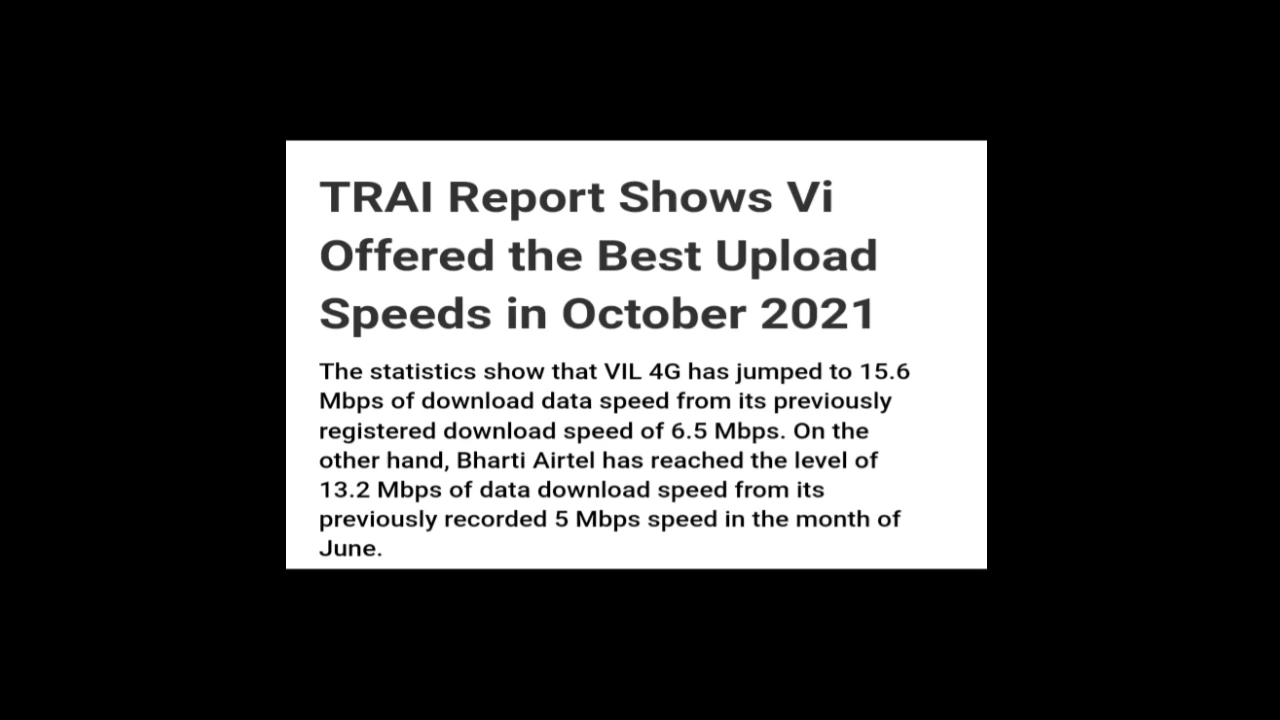 TRAI Report Shows Vi
Offered the Best Upload
Speeds in October 2021
The statistics show that VIL 4G has jumped to 15.6
Mbps of download data speed from its previously
registered download speed of 6.5 Mbps. On the
other hand, Bharti Airtel has reached the level of
13.2 Mbps of data download speed from its
previously recorded 5 Mbps speed in the month of
June.